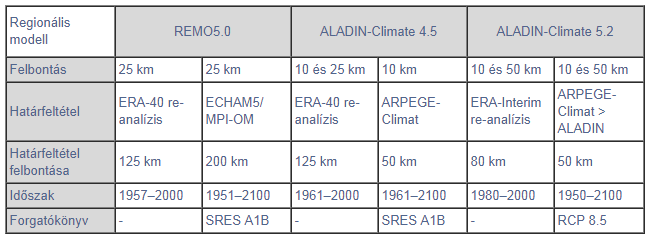 Regionális modell REMO5.0 ALADIN-Climate 4.5 ALADIN-Climate 5.2
Felbontás 25 km 25 km 10 és 25 km 10 km 10 és 50 km 10 és 50 km
Határfeltétel ERA-40 re-analízis ECHAM5/ MPI-OM ERA-40 re-analízis ARPEGE-Climat ERA-Interim re-analízis ARPEGE-Climat > ALADIN
Határfeltétel felbontása 125 km 200 km 125 km 50 km 80 km 50 km
Időszak 1957–2000 1951–2100 1961–2000 1961–2100 1980–2000 1950–2100
Forgatókönyv - SRES A1B - SRES A1B - RCP 8.5